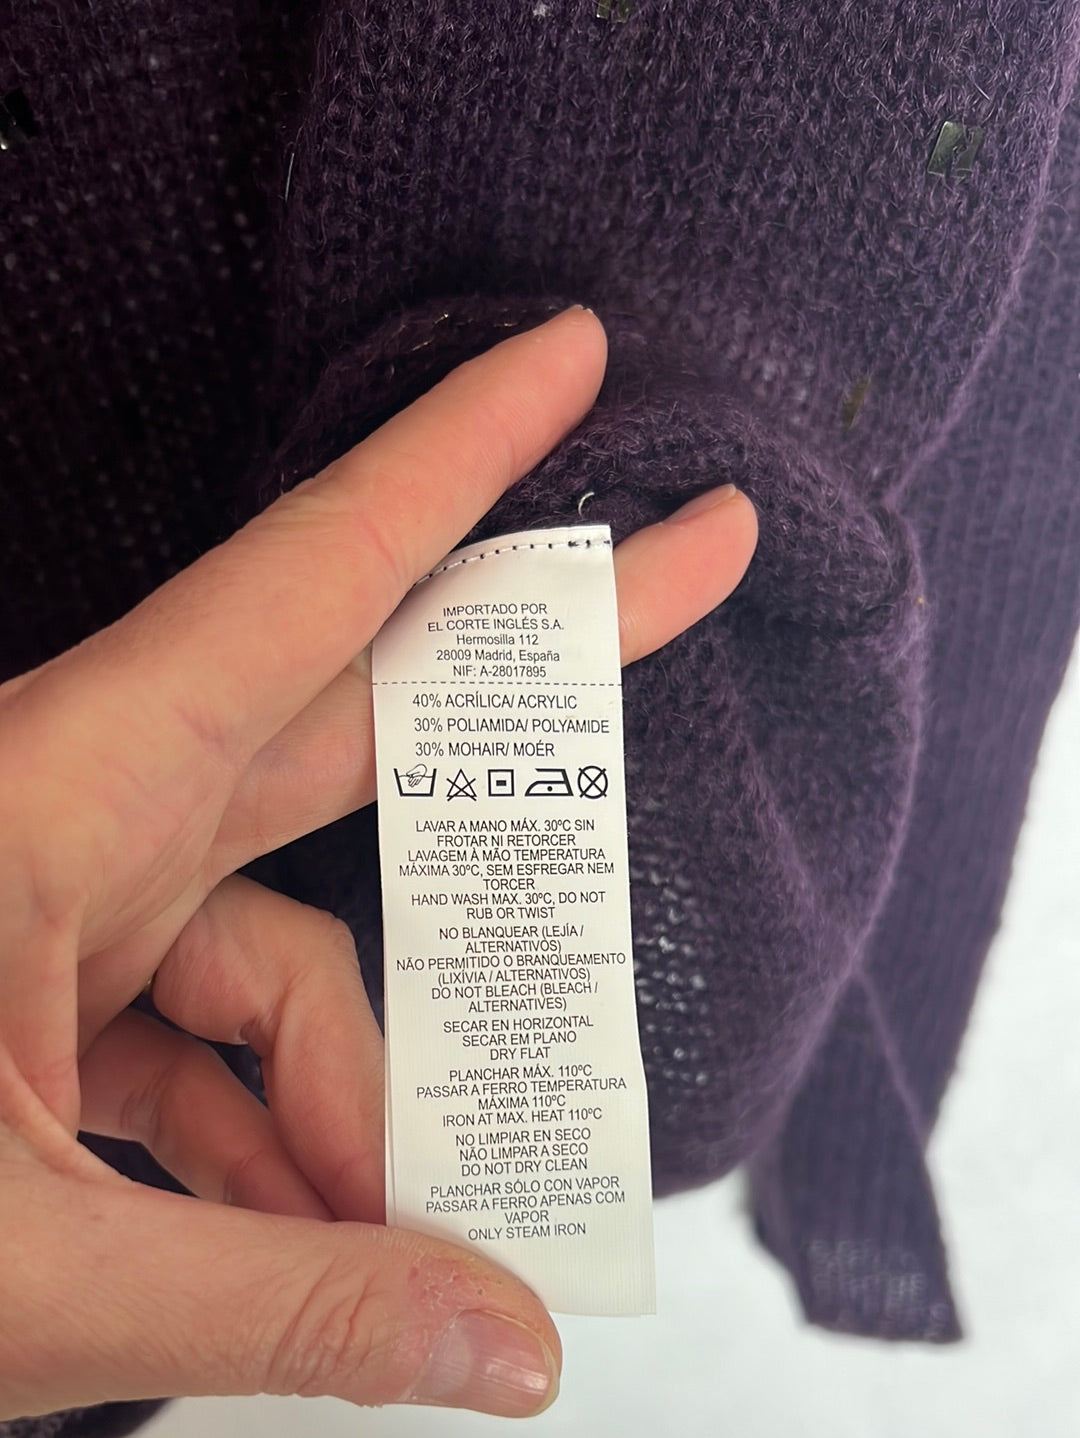 IMPORTADO POR
EL CORTE INGLÉS S.A.
Hermosilla 112
28009 Madrid, España
NIF: A-28017895
40% ACRÍLICA/ ACRYLIC
30% POLIAMIDA/ POLYAMIDE
30% MOHAIR/ MOÉR
LAVAR A MANO MÁX. 30ºC SIN
FROTAR NI RETORCER
LAVAGEM À MÃO TEMPERATURA
MÁXIMA 30ºC, SEM ESFREGAR NEM
TORCER
HAND WASH MAX. 30ºC, DO NOT
RUB OR TWIST
NO BLANQUEAR (LEJÍA /
ALTERNATIVOS)
NÃO PERMITIDO O BRANQUEAMENTO
(LIXÍVIA / ALTERNATIVOS)
DO NOT BLEACH (BLEACH /
ALTERNATIVES)
SECAR EN HORIZONTAL
SECAR EM PLANO
DRY FLAT
PLANCHAR MÁX. 110ºC
PASSAR A FERRO TEMPERATURA
MÁXIMA 110ºC
IRON AT MAX. HEAT 110ºC
NO LIMPIAR EN SECO
NÃO LIMPAR A SECO
DO NOT DRY CLEAN
PLANCHAR SÓLO CON VAPOR
PASSAR A FERRO APENAS COM
VAPOR
ONLY STEAM IRON